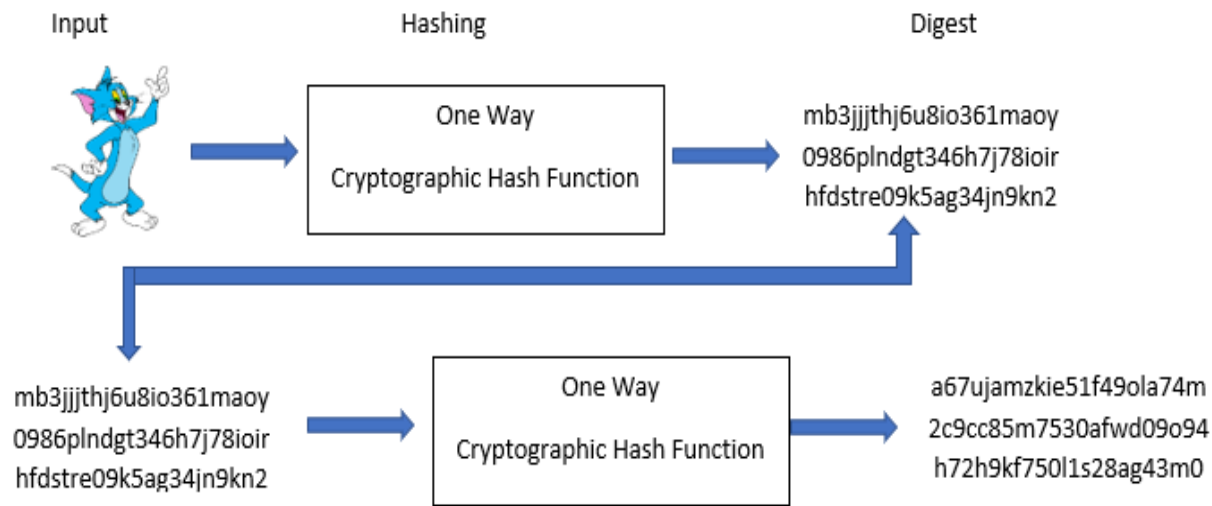 Input
Hashing
Digest
One Way
Cryptographic Hash Function
mb3jjjthj6u8io361maoy
0986plndgt346h7j78ioir
hfdstre09k5ag34jn9kn2
mb3jjjthj6u8io361maoy
0986plndgt346h7j78ioir
hfdstre09k5ag34jn9kn2
One Way
Cryptographic Hash Function
a67ujamzkie51f49ola74m
2c9cc85m7530afwd09o94
h72h9kf750l1s28ag43m0